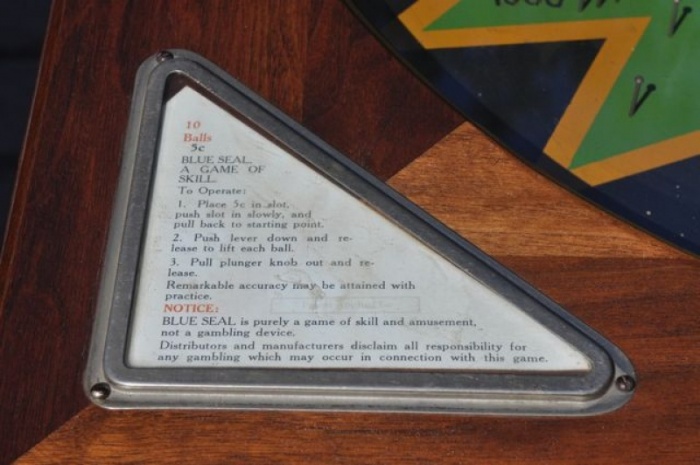 10
Balls
5c
BLUE SEAL.
A GAME OF
SKILL.
To Operate:
1. Place 5c in slot,
push slot in slowly, and
pull back to starting point.
2. Push lever down and re-
lease to lift each ball.
3. Pull plunger knob out and re-
lease.
Remarkable accuracy may be attained with
practice.
NOTICE:
BLUE SEAL is purely a game of skill and amusement,
not a gambling device.
Distributors and manufacturers disclaim all responsibility for
any gambling which may occur in connection with this game.